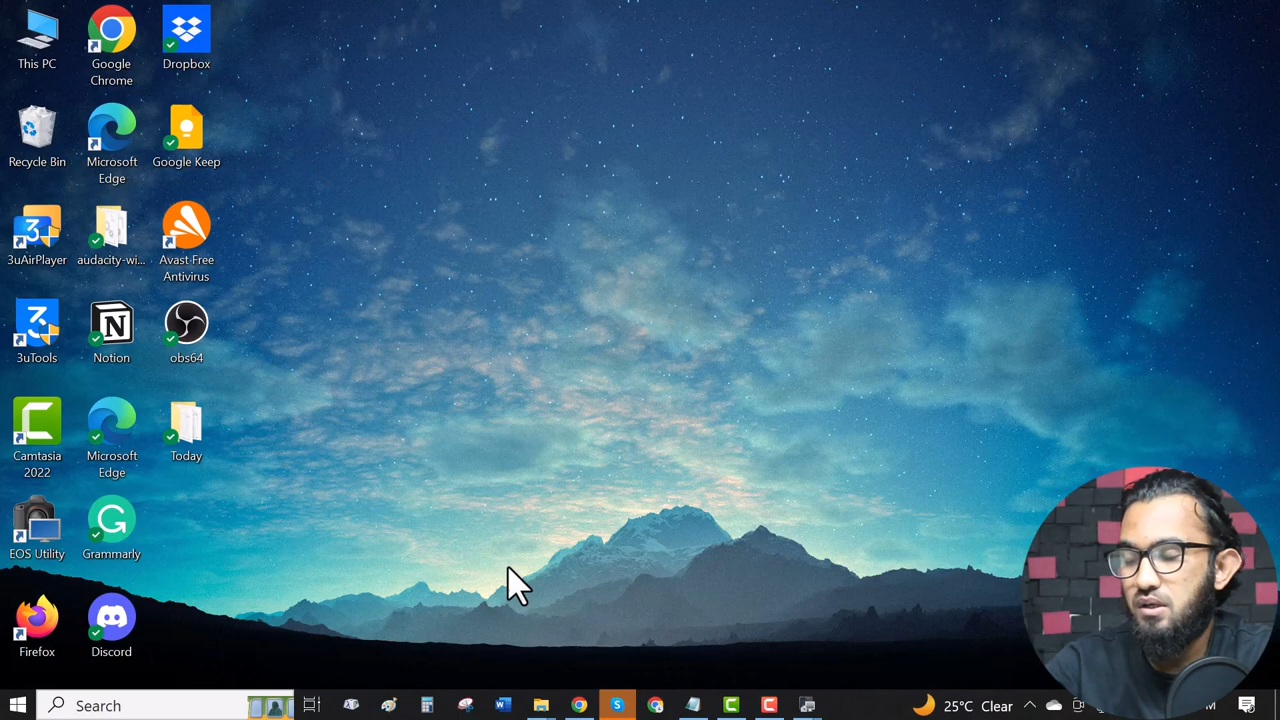 This PC
Google
Chrome
Dropbox
Recycle Bin
Microsoft
Edge
Google Keep
3uAirPlayer
audacity-wi...
Avast Free
Antivirus
3uTools
Notion
obs64
Camtasia
2022
Microsoft
Edge
Today
EOS Utility
Grammarly
Firefox
Discord
Search
25°C Clear
M